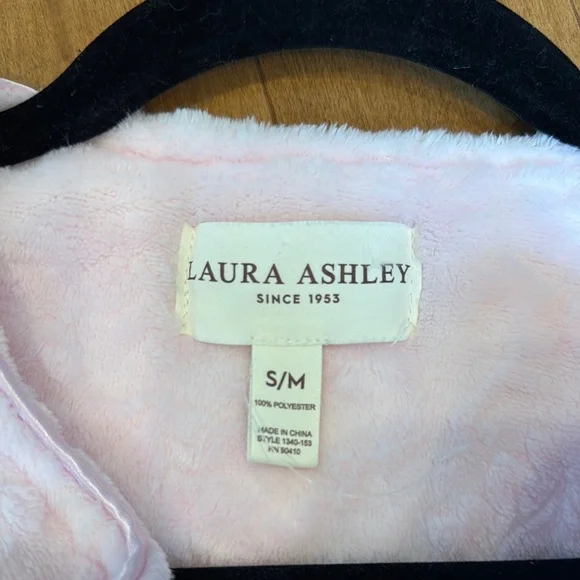 LAURA ASHLEY
SINCE 1953
S/M
100% POLYESTER
MADE IN CHINA
STYLE 1340-153
RN 90410